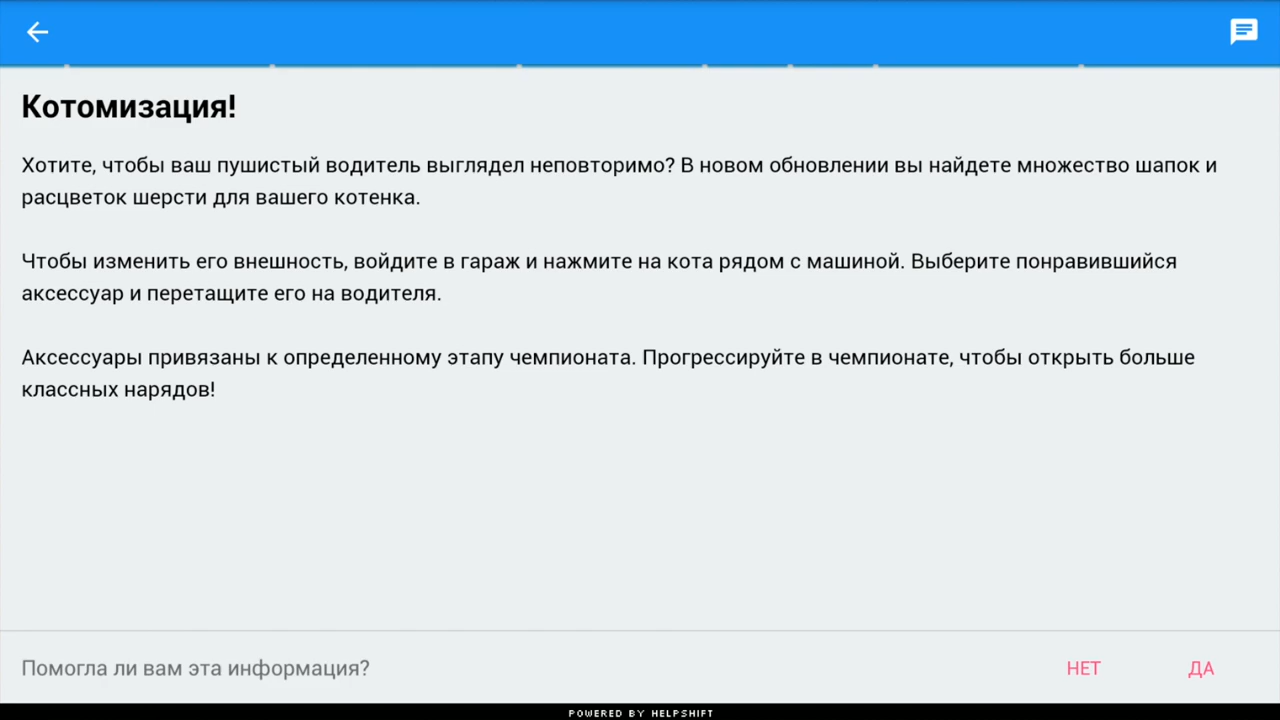 Котомизация!
Хотите, чтобы ваш пушистый водитель выглядел неповторимо? В новом обновлении вы найдете множество шапок и
расцветок шерсти для вашего котенка.
Чтобы изменить его внешность, войдите в гараж и нажмите на кота рядом с машиной. Выберите понравившийся
аксессуар и перетащите его на водителя.
Аксессуары привязаны к определенному этапу чемпионата. Прогрессируйте в чемпионате, чтобы открыть больше
классных нарядов!
Помогла ли вам эта информация?
НЕТ
ДА
POWERED BY HELPSHIFT